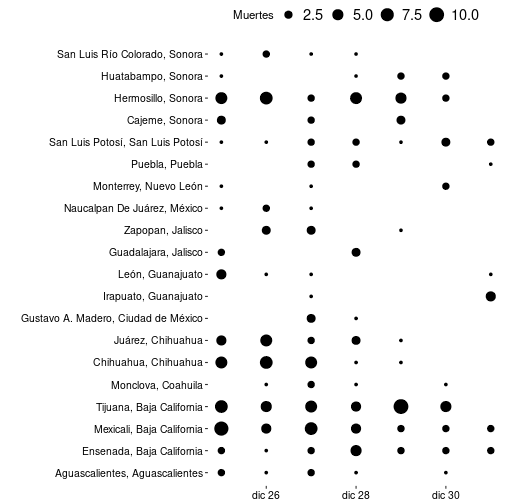 Muertes 2.5 5.0 7.5 10.0
San Luis Río Colorado, Sonora
Huatabampo, Sonora
Hermosillo, Sonora
Cajeme, Sonora
San Luis Potosí, San Luis Potosí
Puebla, Puebla
Monterrey, Nuevo León
Naucalpan De Juárez, México
Zapopan, Jalisco
Guadalajara, Jalisco
León, Guanajuato
Irapuato, Guanajuato
Gustavo A. Madero, Ciudad de México
Juárez, Chihuahua
Chihuahua, Chihuahua
Monclova, Coahuila
Tijuana, Baja California
Mexicali, Baja California
Ensenada, Baja California
Aguascalientes, Aguascalientes
dic 26 dic 28 dic 30